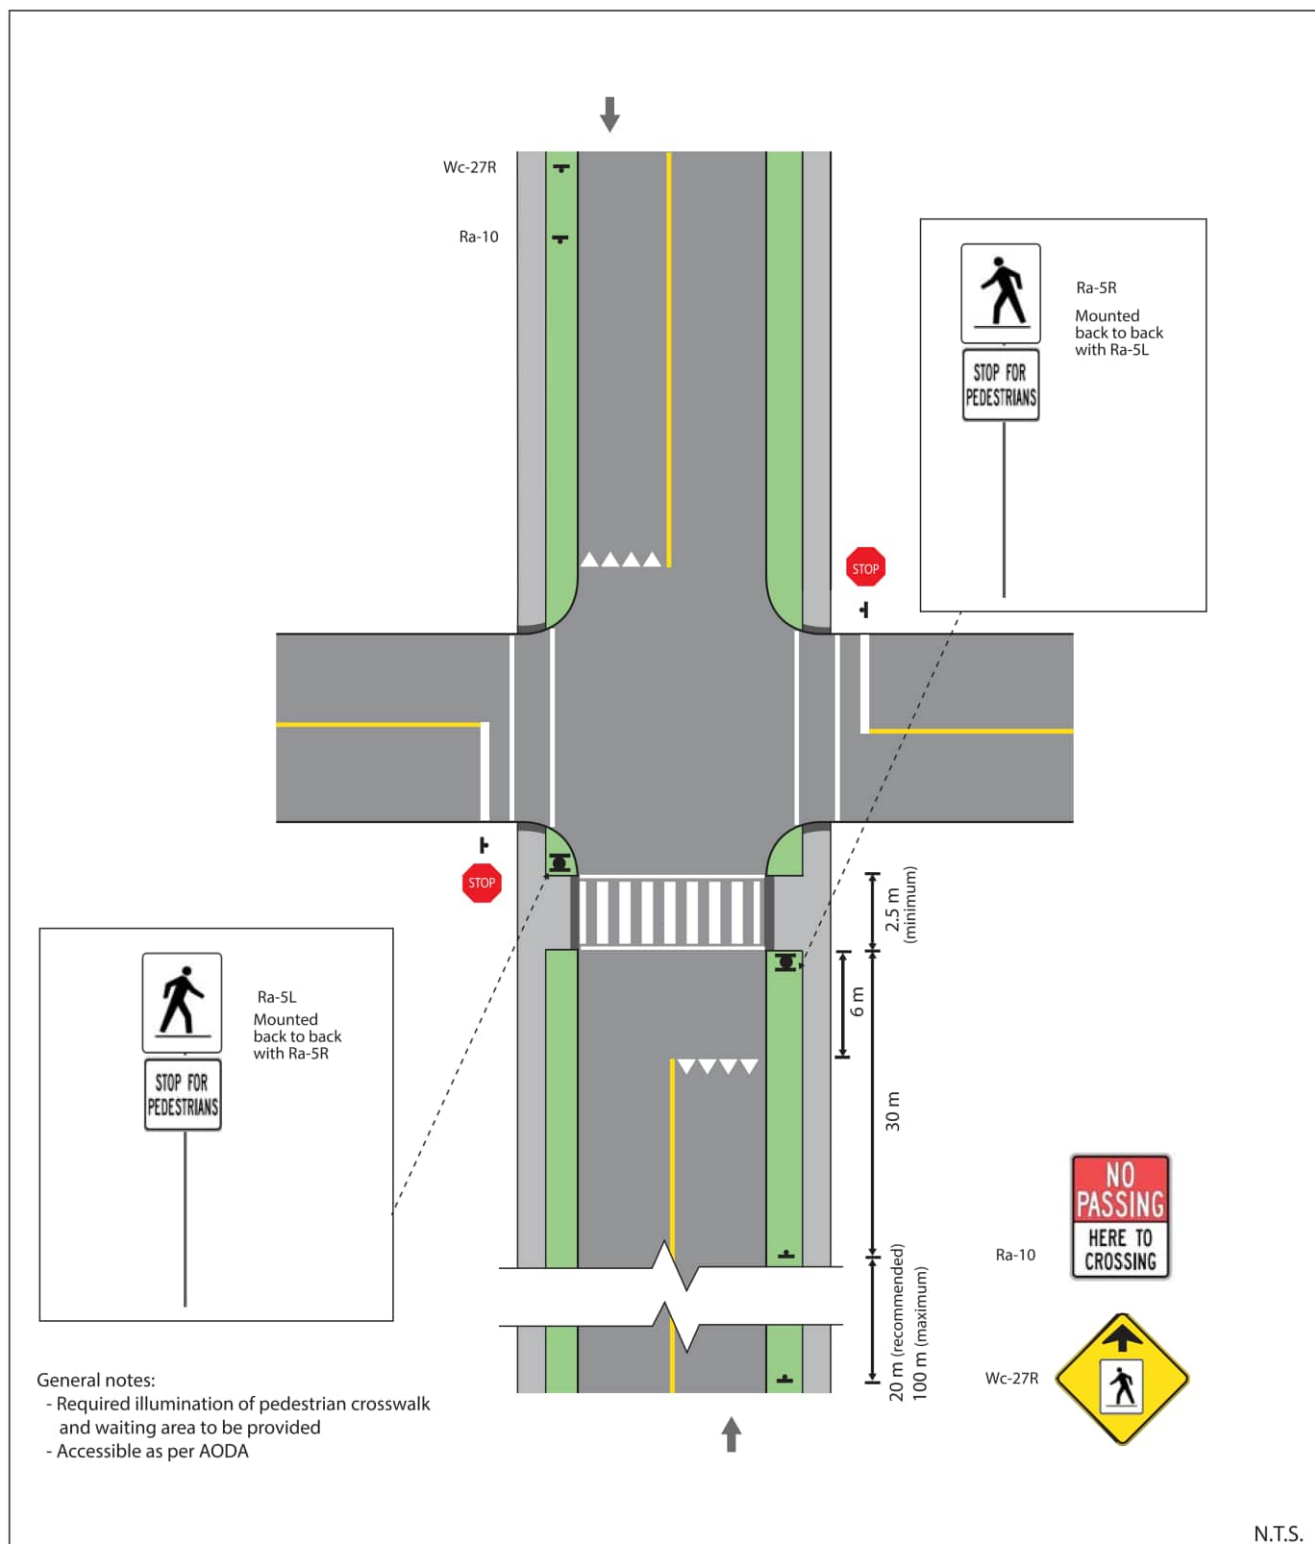 Wc-27R
Ra-10
Ra-5R
Mounted
back to back
with Ra-5L
STOP FOR
PEDESTRIANS
STOP
2.5 m
(minimum)
STOP
6 m
Ra-5L
Mounted
back to back
with Ra-5R
STOP FOR
PEDESTRIANS
30 m
NO
PASSING
HERE TO
CROSSING
Ra-10
20 m (recommended)
100 m (maximum)
Wc-27R
General notes:
- Required illumination of pedestrian crosswalk
and waiting area to be provided
- Accessible as per AODA
N.T.S.